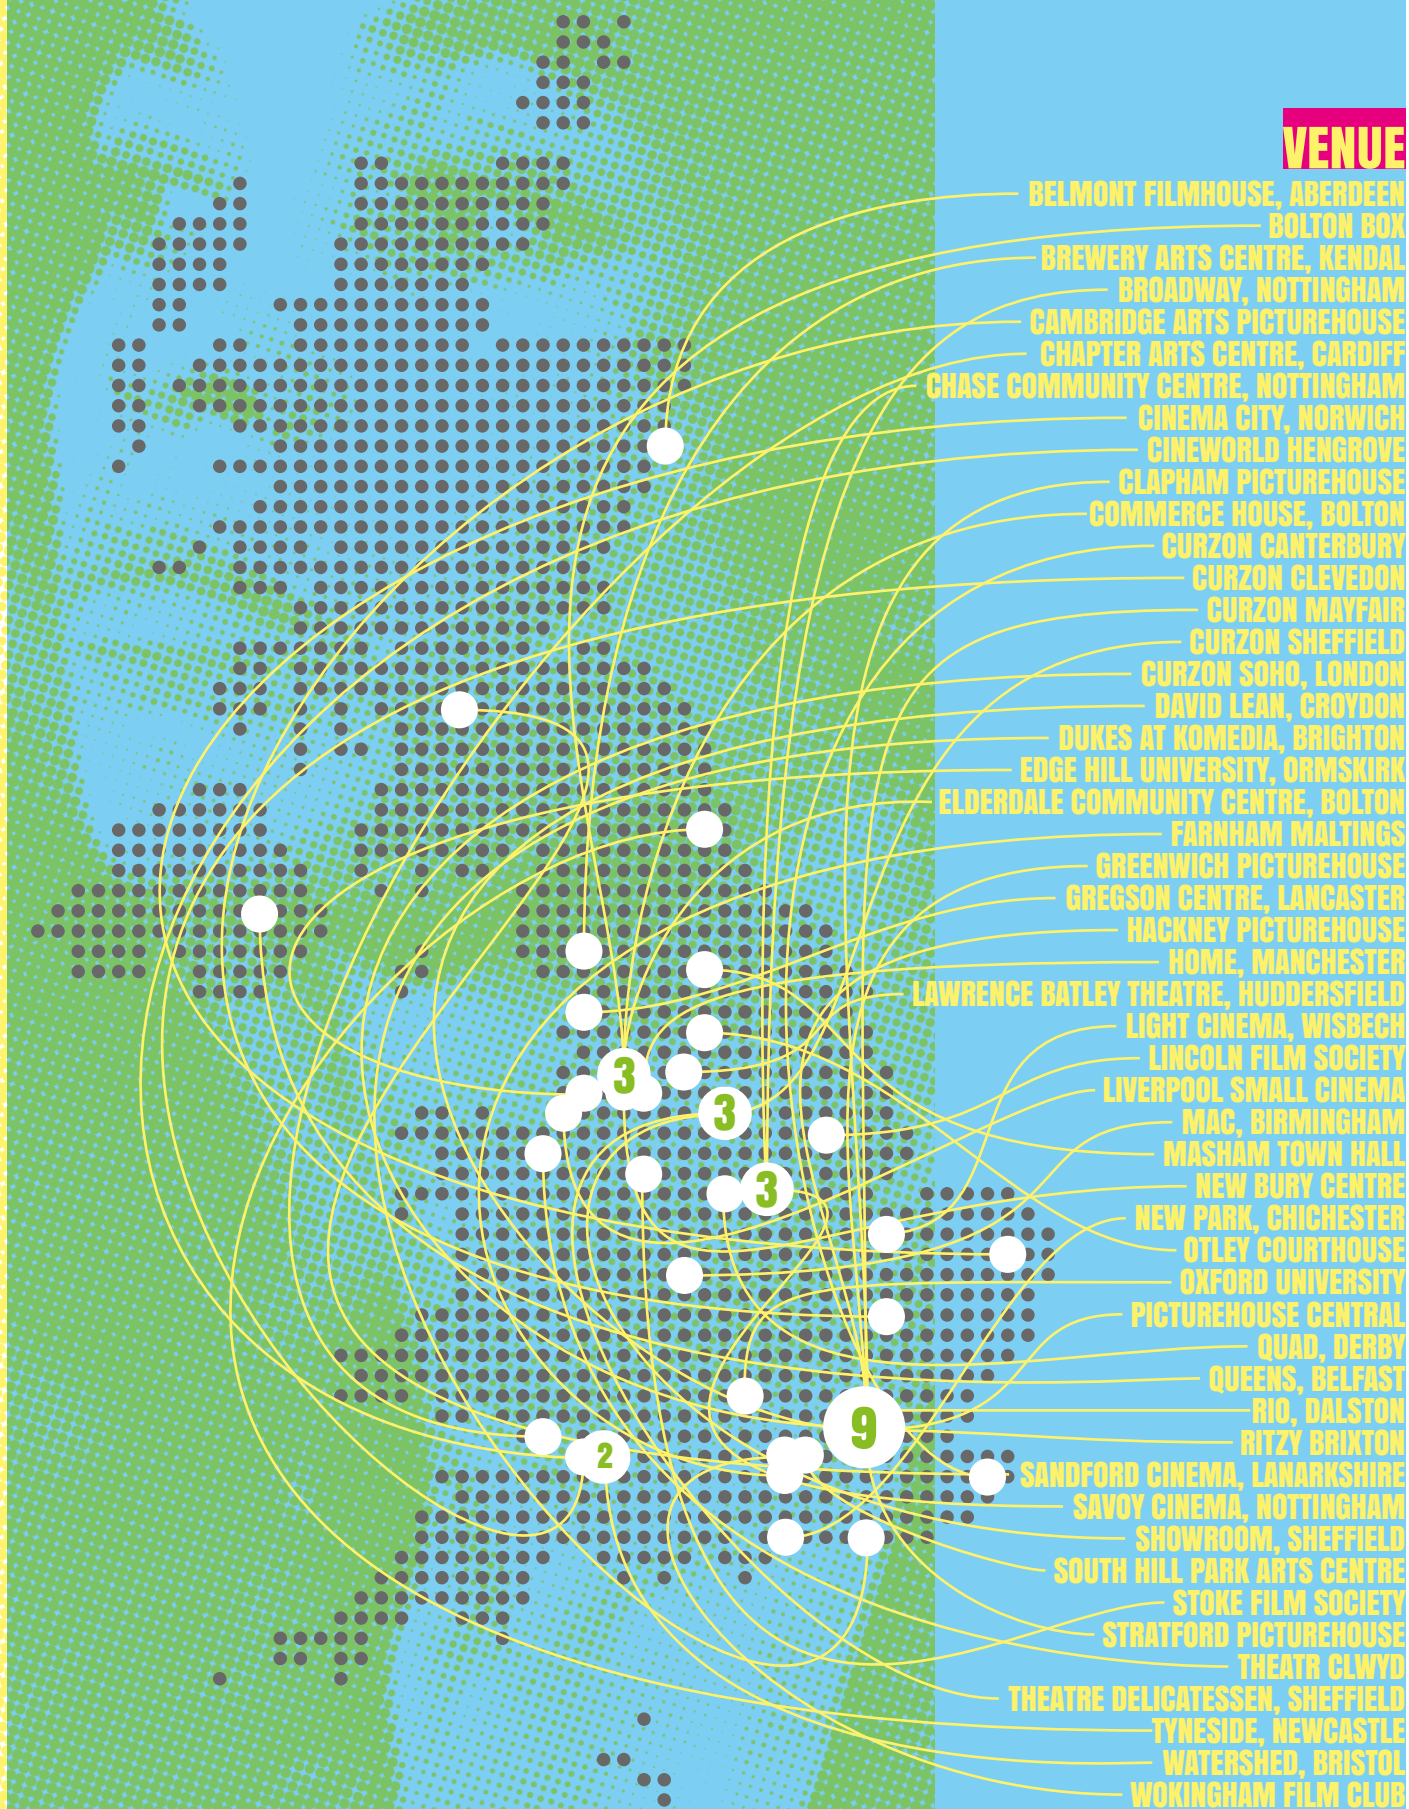 VENUE
BELMONT FILMHOUSE, ABERDEEN
BOLTON BOX
BREWERY ARTS CENTRE, KENDAL
BROADWAY, NOTTINGHAM
CAMBRIDGE ARTS PICTUREHOUSE
CHAPTER ARTS CENTRE, CARDIFF
CHASE COMMUNITY CENTRE, NOTTINGHAM
CINEMA CITY, NORWICH
CINEWORLD HENGROVE
CLAPHAM PICTUREHOUSE
COMMERCE HOUSE, BOLTON
CURZON CANTERBURY
CURZON CLEVEDON
CURZON MAYFAIR
CURZON SHEFFIELD
CURZON SOHO, LONDON
DAVID LEAN, CROYDON
DUKES AT KOMEDIA, BRIGHTON
EDGE HILL UNIVERSITY, ORMSKIRK
ELDERDALE COMMUNITY CENTRE, BOLTON
FARNHAM MALTINGS
GREENWICH PICTUREHOUSE
GREGSON CENTRE, LANCASTER
HACKNEY PICTUREHOUSE
HOME, MANCHESTER
LAWRENCE BATLEY THEATRE, HUDDERSFIELD
LIGHT CINEMA, WISBECH
LINCOLN FILM SOCIETY
LIVERPOOL SMALL CINEMA
MAC, BIRMINGHAM
MASHAM TOWN HALL
NEW BURY CENTRE
NEW PARK, CHICHESTER
OTLEY COURTHOUSE
OXFORD UNIVERSITY
PICTUREHOUSE CENTRAL
QUAD, DERBY
QUEENS, BELFAST
RIO, DALSTON
RITZY BRIXTON
SANDFORD CINEMA, LANARKSHIRE
SAVOY CINEMA, NOTTINGHAM
SHOWROOM, SHEFFIELD
SOUTH HILL PARK ARTS CENTRE
STOKE FILM SOCIETY
STRATFORD PICTUREHOUSE
THEATR CLWYD
THEATRE DELICATESSEN, SHEFFIELD
TYNESIDE, NEWCASTLE
WATERSHED, BRISTOL
WOKINGHAM FILM CLUB
3
3
3
9
2